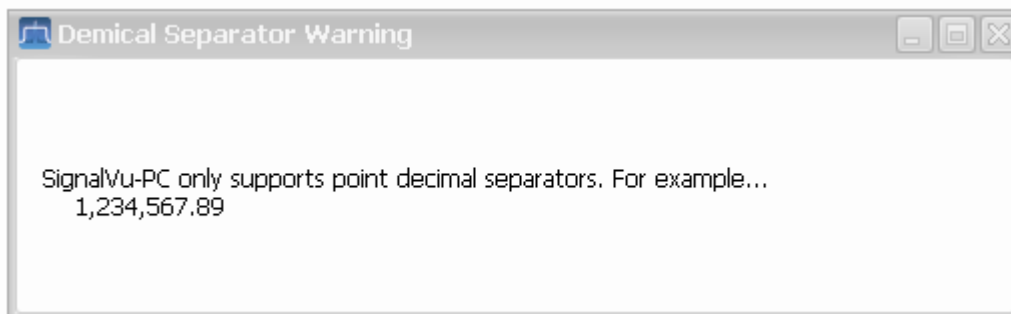 Demical Separator Warning
SignalVu-PC only supports point decimal separators. For example...
1,234,567.89